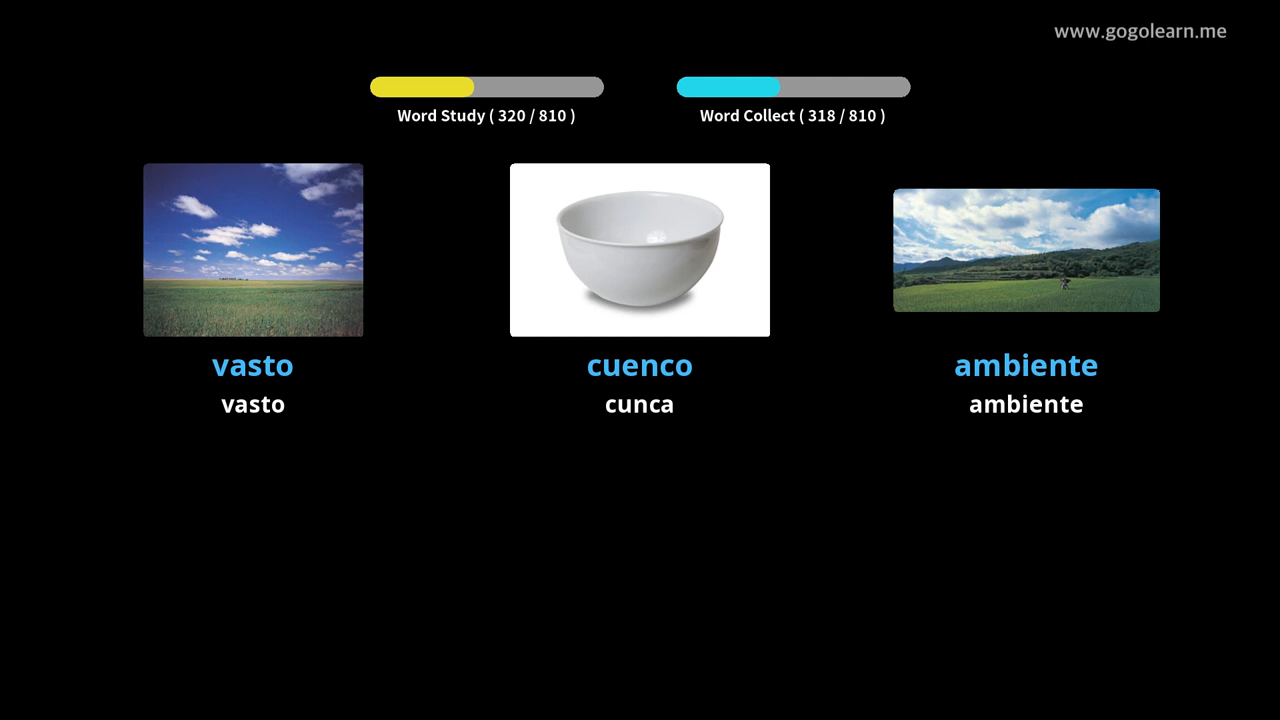 www.gogolearn.me
Word Study ( 320 / 810 )
Word Collect ( 318 / 810 )
vasto
vasto
cuenco
cunca
ambiente
ambiente